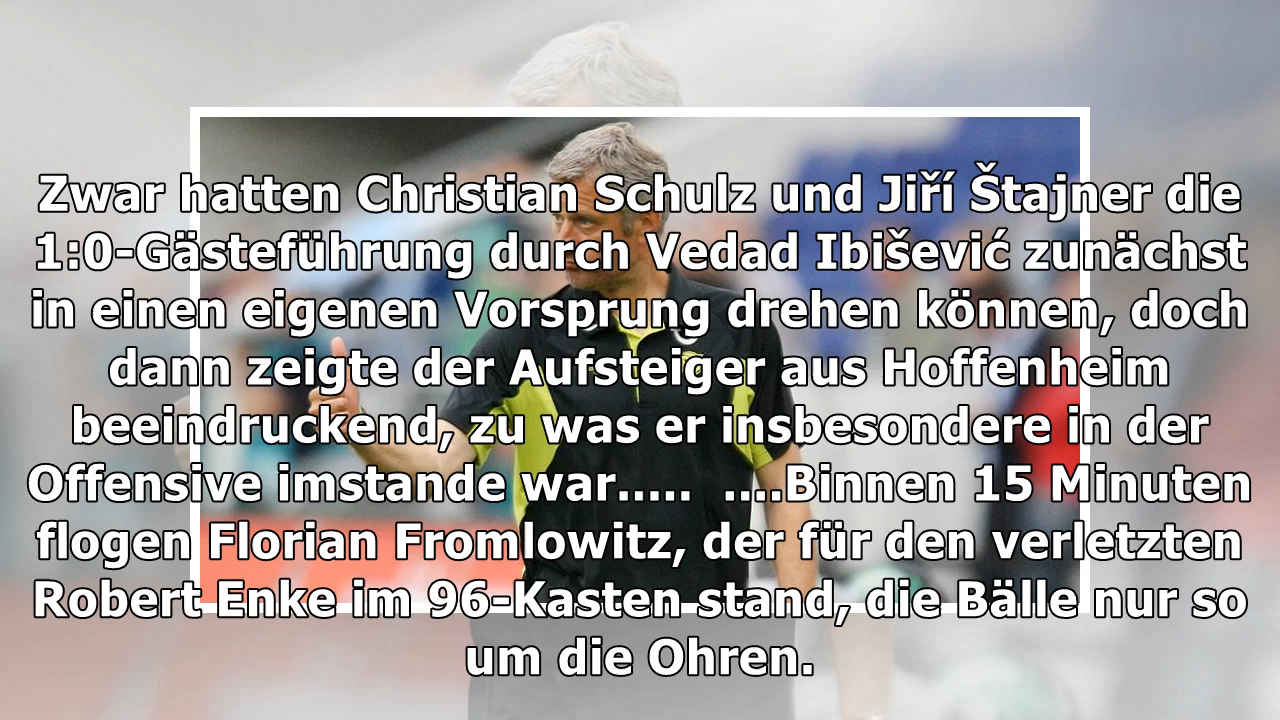 Zwar hatten Christian Schulz und Jiří Štajner die
1:0-Gästeführung durch Vedad Ibišević zunächst
in einen eigenen Vorsprung drehen können, doch
dann zeigte der Aufsteiger aus Hoffenheim
beeindruckend, zu was er insbesondere in der
Offensive imstande war..... ....Binnen 15 Minuten
flogen Florian Fromlowitz, der für den verletzten
Robert Enke im 96-Kasten stand, die Bälle nur so
um die Ohren.